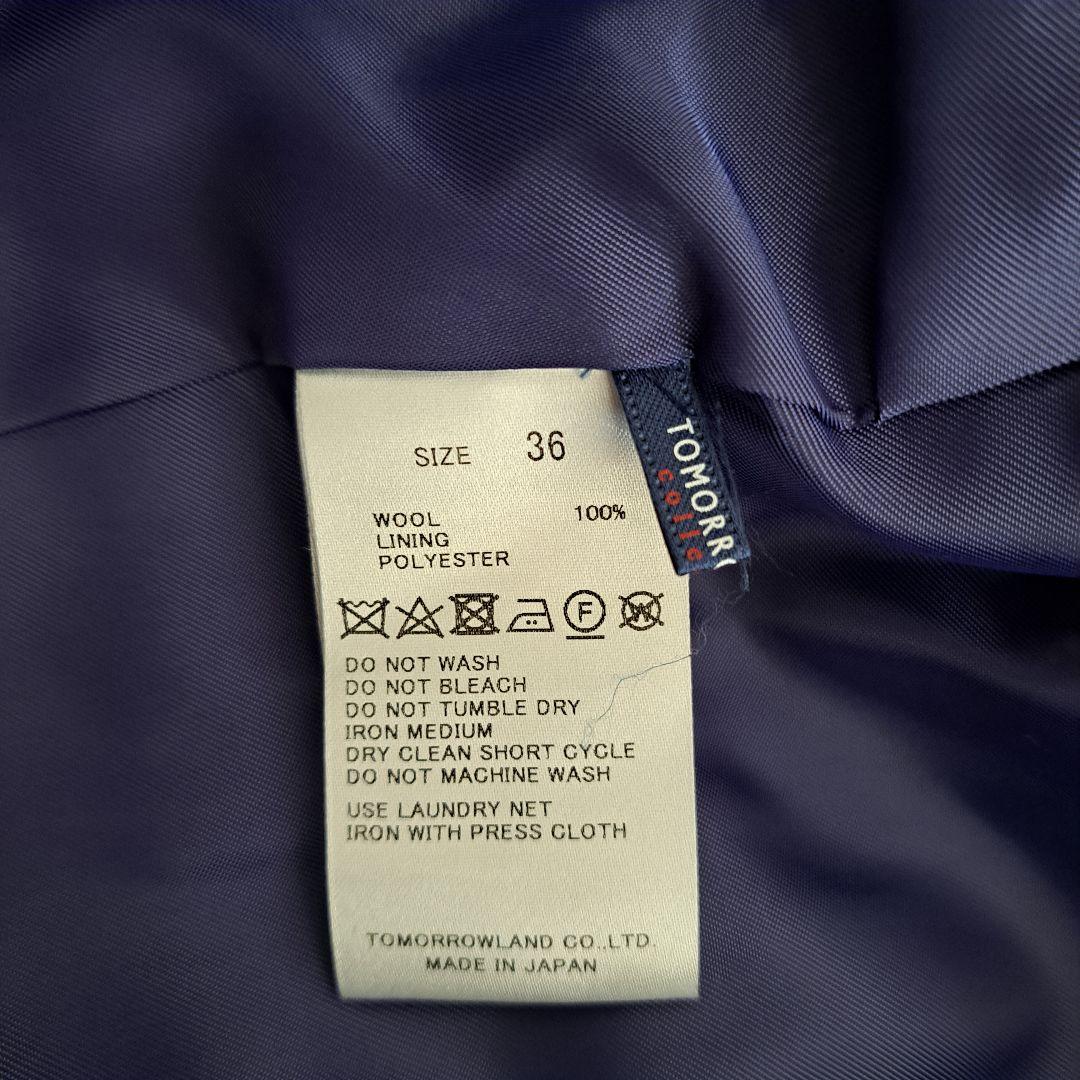 SIZE 36
WOOL 100%
LINING
POLYESTER
F
W
DO NOT WASH
DO NOT BLEACH
DO NOT TUMBLE DRY
IRON MEDIUM
DRY CLEAN SHORT CYCLE
DO NOT MACHINE WASH
USE LAUNDRY NET
IRON WITH PRESS CLOTH
TOMORROWLAND CO.,LTD.
MADE IN JAPAN
TOMORR
colle